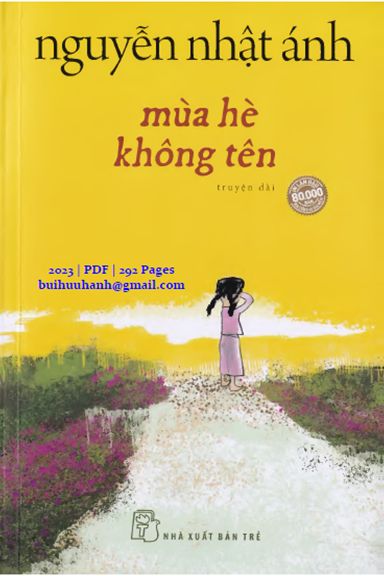 nguyễn nhật ánh
mùa hè
không tên
truyện dài
80.000
2023 | PDF | 292 Pages
buihuuhanh@gmail.com
NHÀ XUẤT BẢN TRẺ